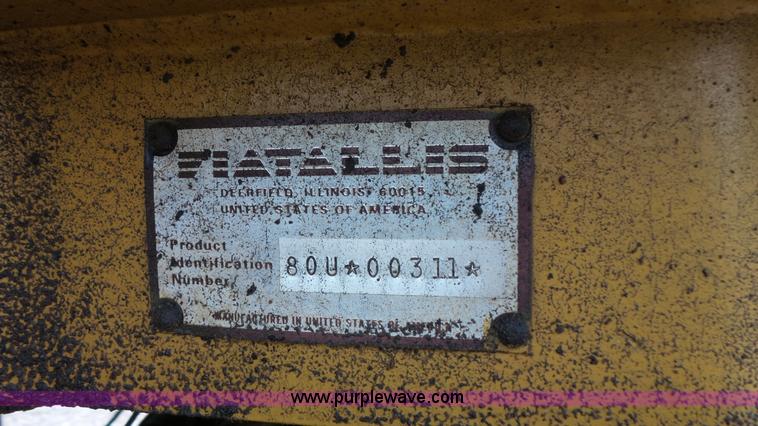 FIATALLIS
DEERFIELD, ILLINOIS 60015
UNITED STATES OF AMERICA
Product
Identification
Number
80U★00311★
MANUFACTURED IN UNITED STATES OF AMERICA
www.purplewave.com